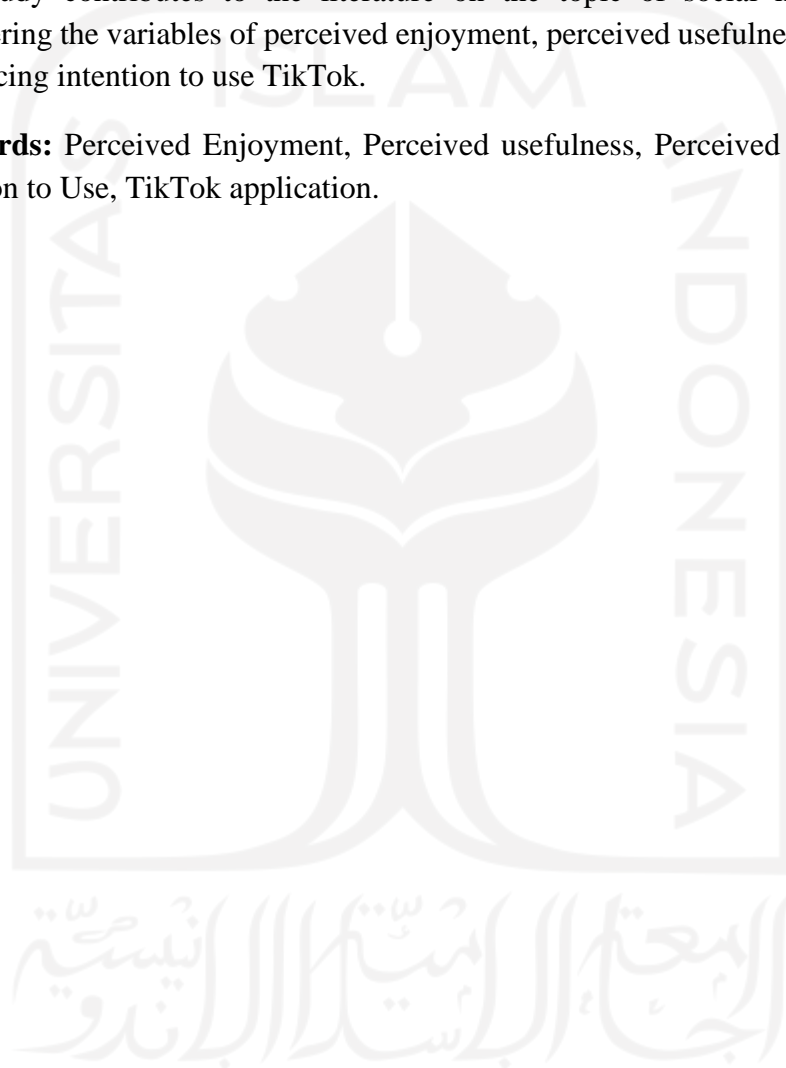 udy contributes to the literature on the topic of social
ering the variables of perceived enjoyment, perceived usefulne
cing intention to use TikTok.
rds: Perceived Enjoyment, Perceived usefulness, Perceived
on to Use, TikTok application.
ISLAM
UNIVERSITAS
INDONESIA